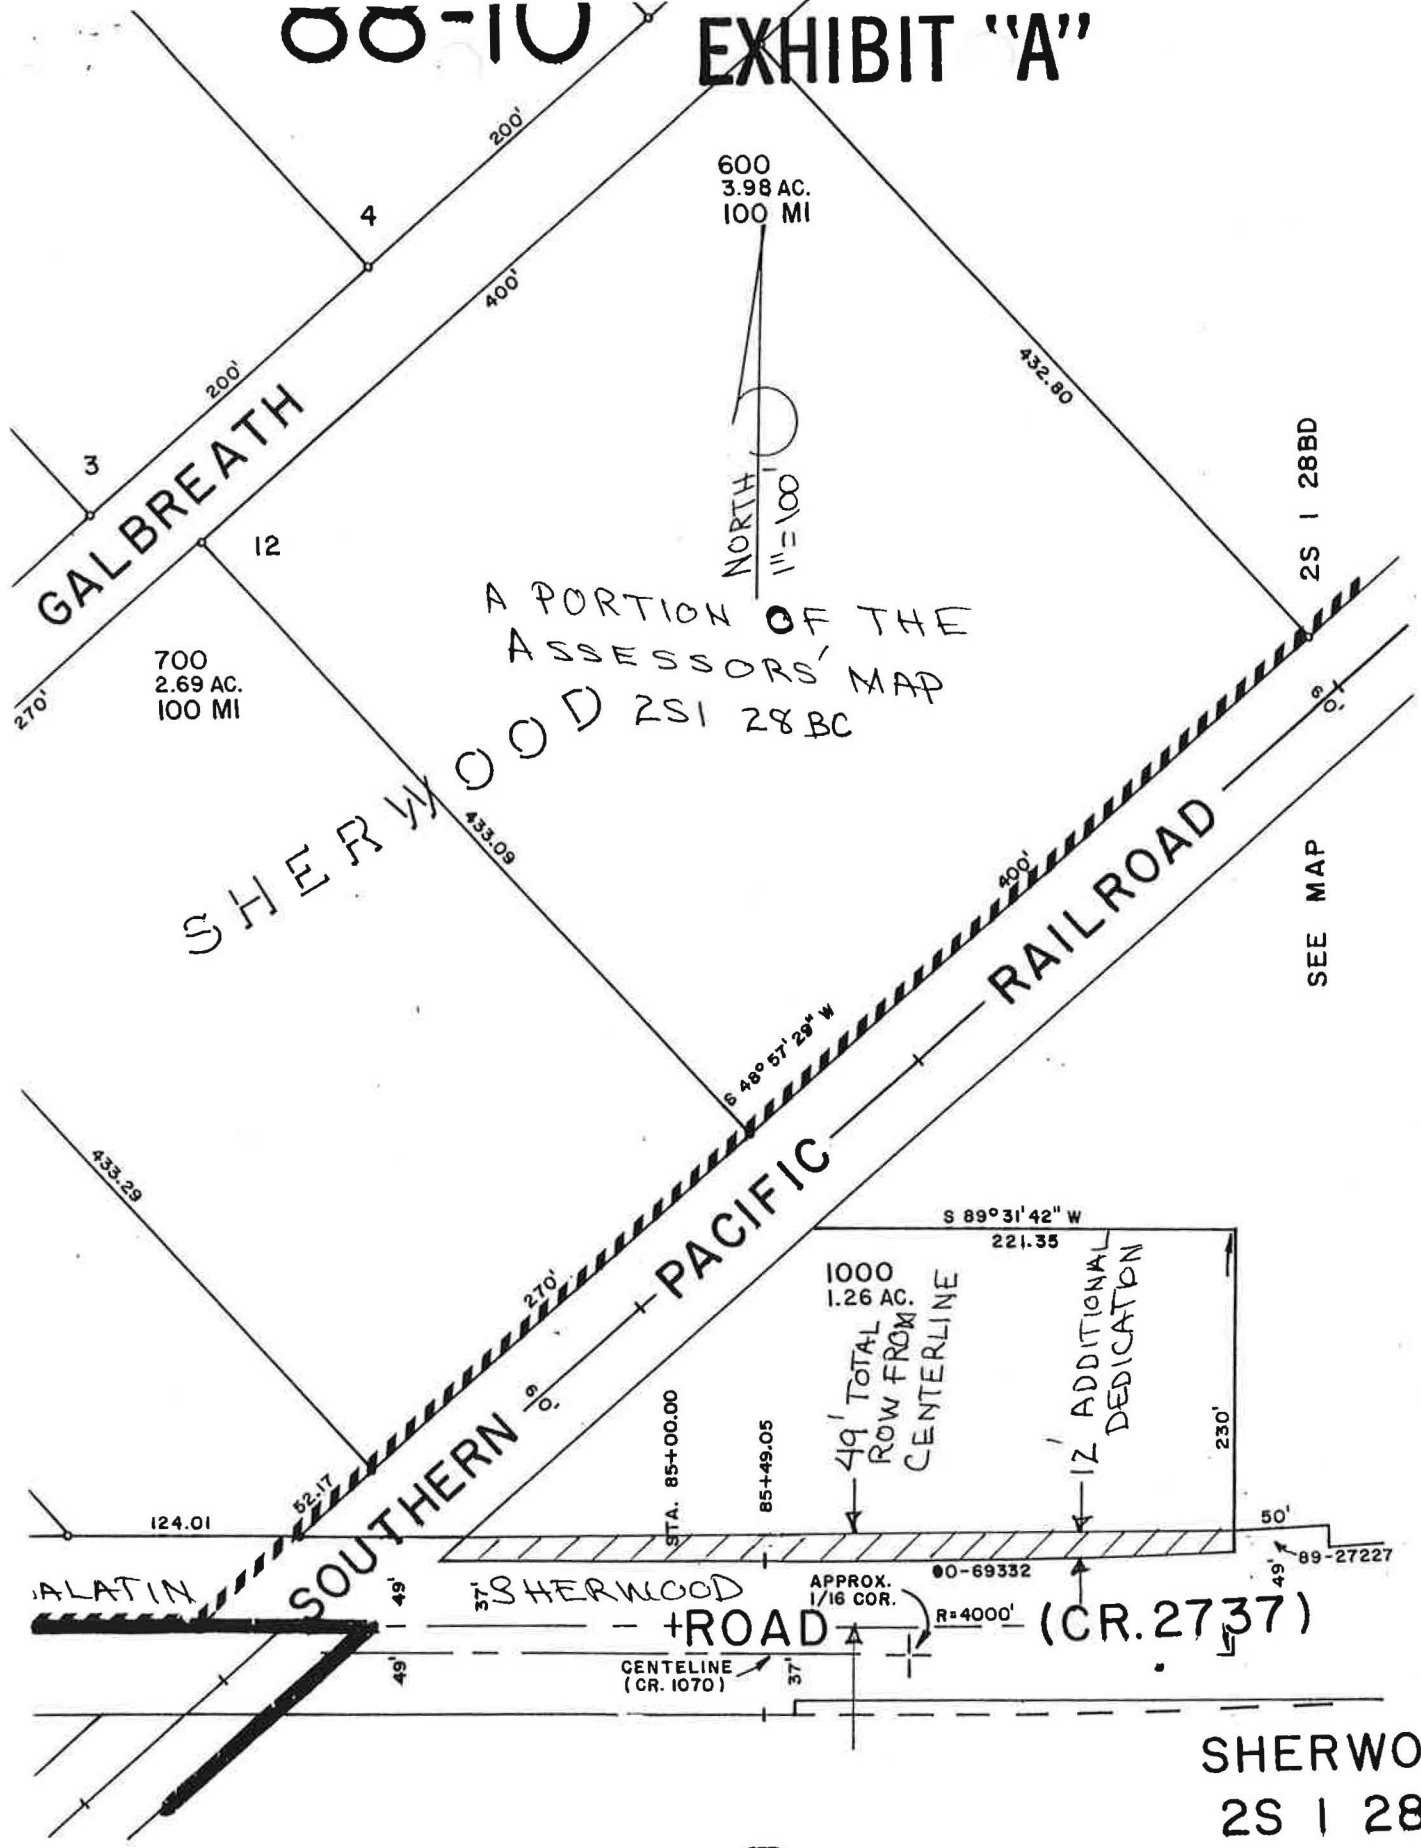 88-10
EXHIBIT "A"
200'
600
3.98 AC.
100 MI
4
400'
200'
432.80
GALBREATH
3
12
NORTH
1"=100'
2S 1 28BD
A PORTION OF THE
ASSESSORS' MAP
2S1 28BC
700
2.69 AC.
100 MI
270'
SHERWOOD
433.09
60'
400'
RAILROAD
SEE MAP
S 48° 57' 29" W
433.29
PACIFIC
S 89° 31' 42" W
221.35
270'
1000
1.26 AC.
49' TOTAL
ROW FROM
CENTERLINE
12' ADDITIONAL
DEDICATION
60'
230'
STA. 85+00.00
85+49.05
SOUTHERN
52.17
124.01
50'
89-27227
49'
90-69332
ALATIN
49'
37'
SHERWOOD
APPROX.
1/16 COR.
ROAD
R=4000'
(CR. 2737)
49'
CENTELINE
(CR. 1070)
37'
SHERWO
2S 1 28